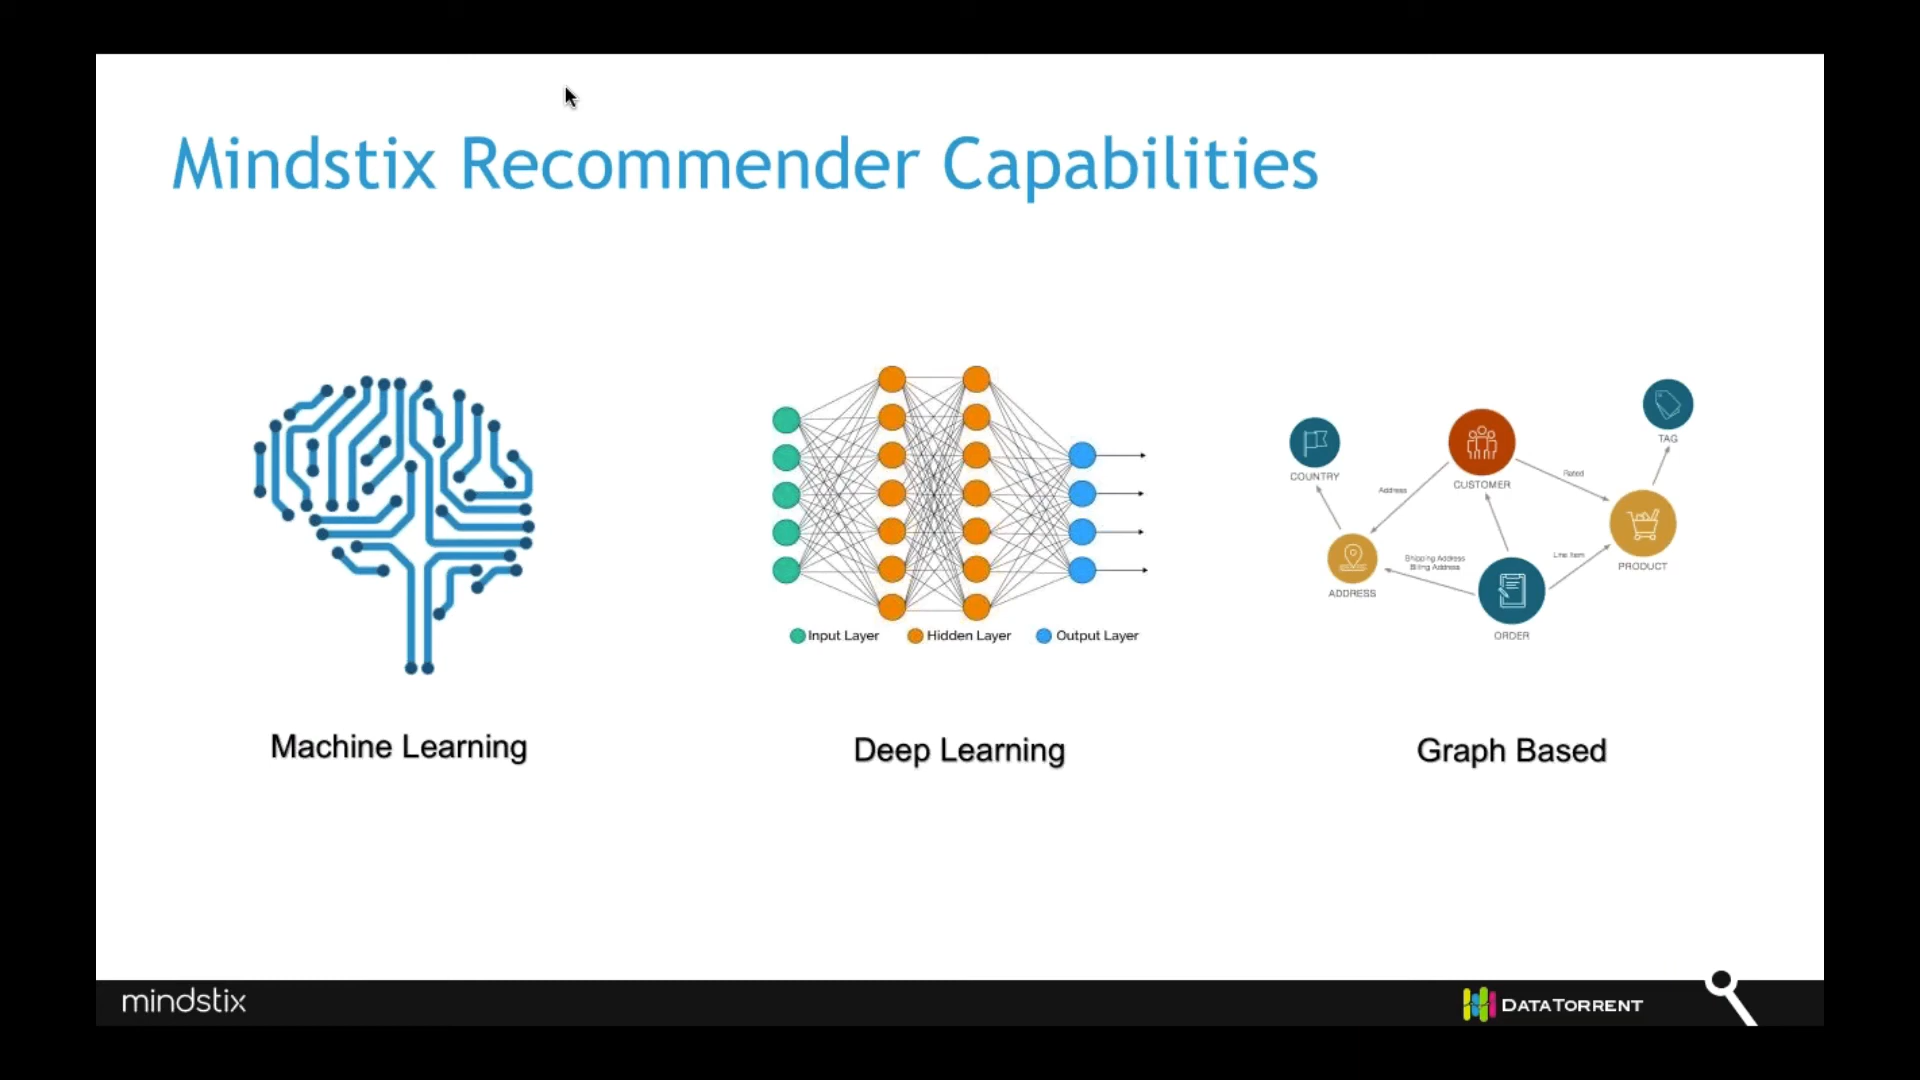 Mindstix Recommender Capabilities
Input Layer
Hidden Layer
Output Layer
COUNTRY
CUSTOMER
TAG
Address
Rated
Shipping Address
Billing Address
Line Item
ADDRESS
PRODUCT
ORDER
Machine Learning
Deep Learning
Graph Based
mindstix
DATATORRENT